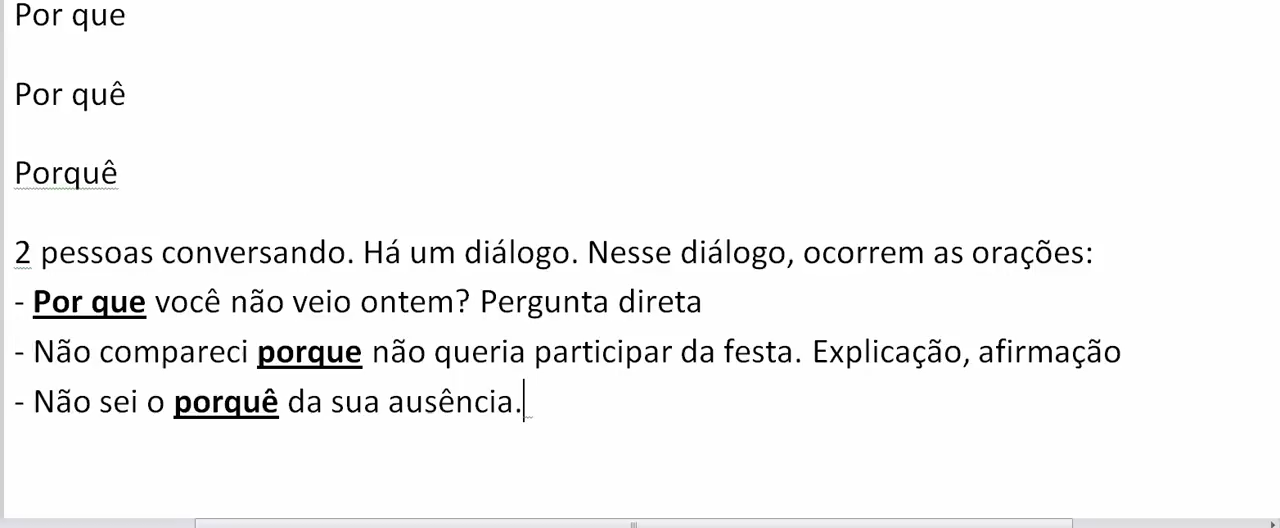 Por que
Por quê
Porquê
2 pessoas conversando. Há um diálogo. Nesse diálogo, ocorrem as orações:
- Por que você não veio ontem? Pergunta direta
- Não compareci porque não queria participar da festa. Explicação, afirmação
- Não sei o porquê da sua ausência.